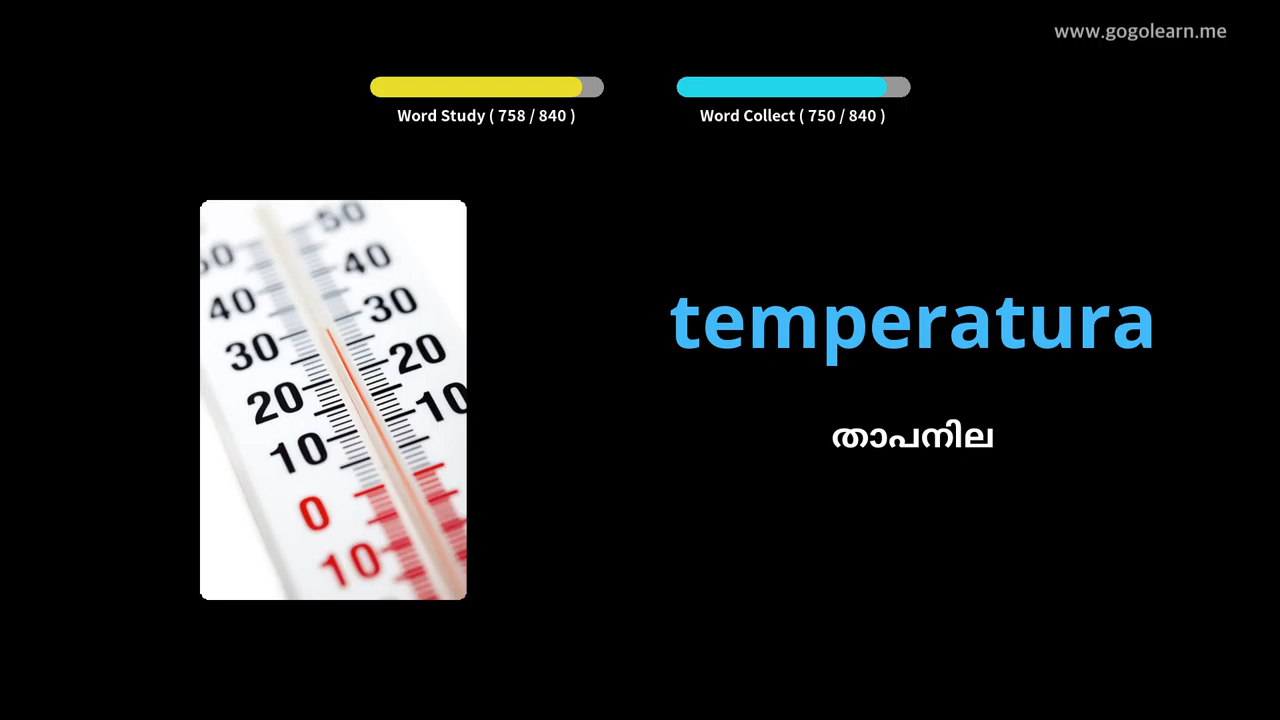 www.gogolearn.me
Word Study ( 758 / 840 )
Word Collect ( 750 / 840 )
50
50
40
40
30
30
20
20
10
10
0
10
temperatura
താപനില